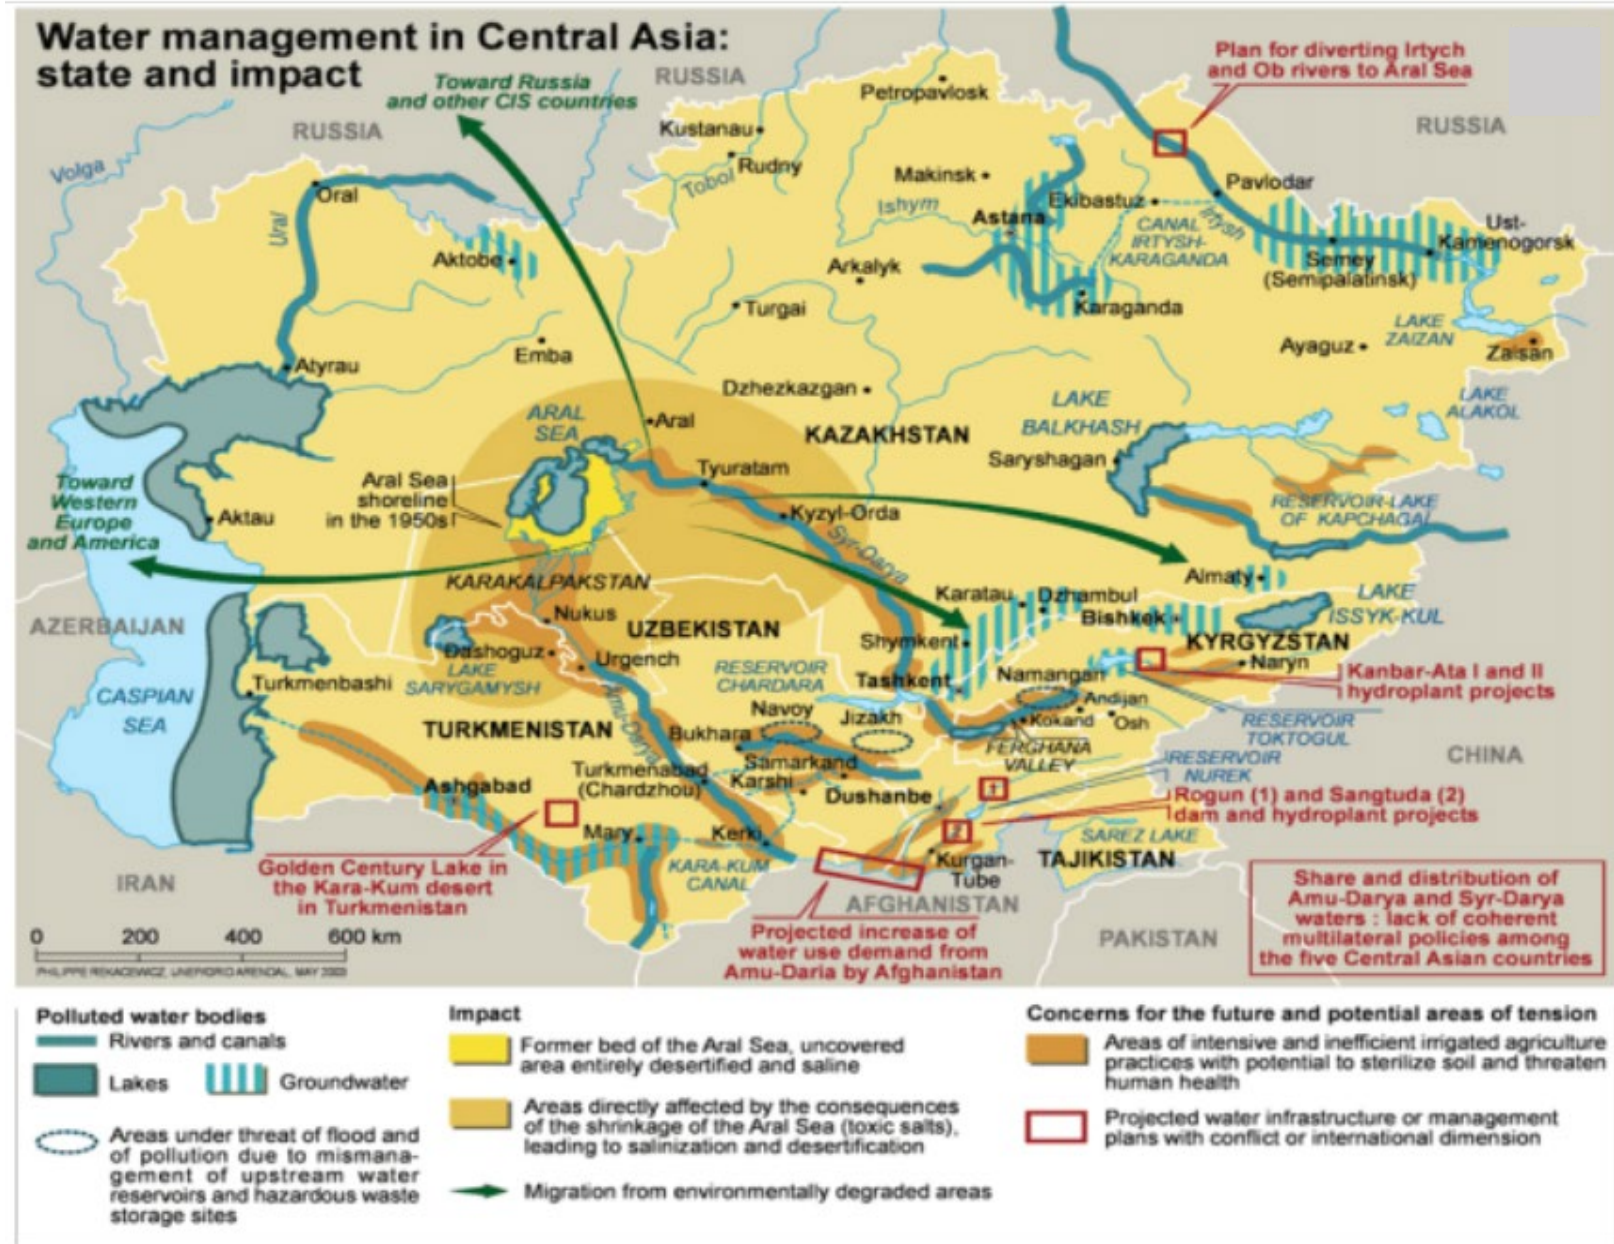 Water management in Central Asia:
state and impact
Toward Russia
and other CIS countries
RUSSIA
RUSSIA
RUSSIA
Plan for diverting Irtych
and Ob rivers to Aral Sea
Petropavlosk
Kustanau
Rudny
Tobol
Volga
Oral
Ural
Makinsk
Ishym
Ekibastuz
Pavlodar
Astana
CANAL
IRTYSH-
KARAGANDA
Irtysh
Ust-
Kamenogorsk
Semey
(Semipalatinsk)
Aktobe
Arkalyk
Turgai
Karaganda
LAKE
ZAIZAN
Ayaguz
Zaisan
Emba
Atyrau
Dzhezkazgan
LAKE
BALKHASH
LAKE
ALAKOL
ARAL
SEA
Aral
KAZAKHSTAN
Saryshagan
Tyuratam
Aral Sea
shoreline
in the 1950s
Toward
Western
Europe
and America
Aktau
Kyzyl-Orda
Syr-Darya
RESERVOIR-LAKE
OF KAPCHAGAI
KARAKALPAKSTAN
Almaty
Karatau
Dzhambul
Bishkek
LAKE
ISSYK-KUL
AZERBAIJAN
Nukus
UZBEKISTAN
Shymkent
KYRGYZSTAN
Dashoguz
Urgench
LAKE
SARYGAMYSH
RESERVOIR
CHARDARA
Tashkent
Namangan
Naryn
Kanbar-Ata I and II
hydroplant projects
Turkmenbashi
CASPIAN
SEA
Amu-Darya
Andijan
Navoy
Jizakh
Kokand
Osh
RESERVOIR
TOKTOGUL
TURKMENISTAN
Bukhara
FERGHANA
VALLEY
CHINA
Samarkand
RESERVOIR
NUREK
Turkmenabad
(Chardzhou)
Karshi
Ashgabad
Dushanbe
1
Rogun (1) and Sangtuda (2)
dam and hydroplant projects
Mary
Kerki
2
SAREZ LAKE
Kurgan-
Tube
TAJIKISTAN
Golden Century Lake in
the Kara-Kum desert
in Turkmenistan
KARA-KUM
CANAL
IRAN
AFGHANISTAN
Share and distribution of
Amu-Darya and Syr-Darya
waters : lack of coherent
multilateral policies among
the five Central Asian countries
Projected increase of
water use demand from
Amu-Daria by Afghanistan
PAKISTAN
0 200 400 600 km
PHILIPPE REKACEWICZ, UNEP/GRID ARENDAL, MAY 2003
Polluted water bodies
Rivers and canals
Lakes
Groundwater
Areas under threat of flood and
of pollution due to mismana-
gement of upstream water
reservoirs and hazardous waste
storage sites
Impact
Former bed of the Aral Sea, uncovered
area entirely desertified and saline
Areas directly affected by the consequences
of the shrinkage of the Aral Sea (toxic salts),
leading to salinization and desertification
Migration from environmentally degraded areas
Concerns for the future and potential areas of tension
Areas of intensive and inefficient irrigated agriculture
practices with potential to sterilize soil and threaten
human health
Projected water infrastructure or management
plans with conflict or international dimension